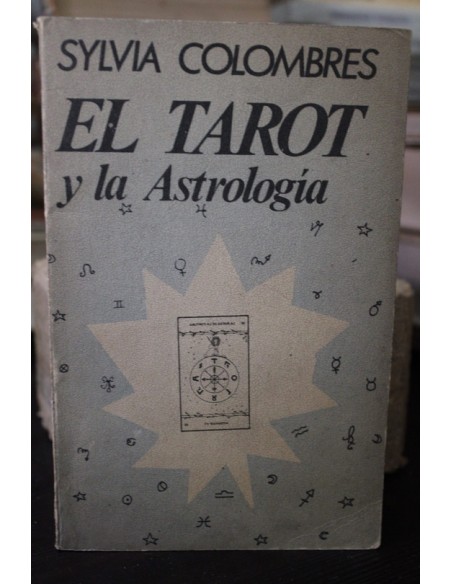 SYLVIA COLOMBRES
EL TAROT
y la Astrología